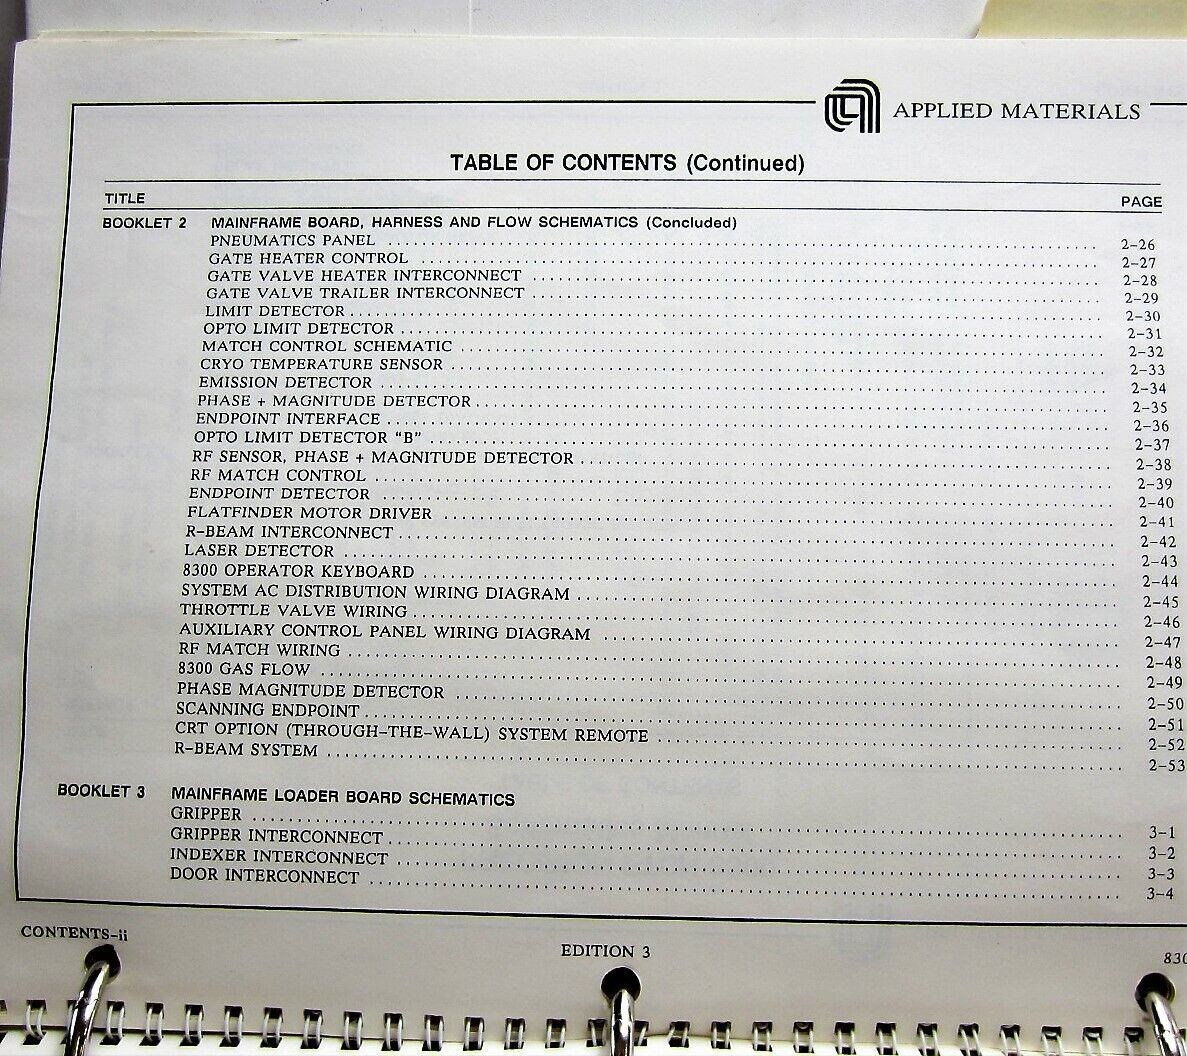 APPLIED MATERIALS
TABLE OF CONTENTS (Continued)
TITLE PAGE
BOOKLET 2 MAINFRAME BOARD, HARNESS AND FLOW SCHEMATICS (Concluded)
PNEUMATICS PANEL 2-26
GATE HEATER CONTROL 2-27
GATE VALVE HEATER INTERCONNECT 2-28
GATE VALVE TRAILER INTERCONNECT 2-29
LIMIT DETECTOR 2-30
OPTO LIMIT DETECTOR 2-31
MATCH CONTROL SCHEMATIC 2-32
CRYO TEMPERATURE SENSOR 2-33
EMISSION DETECTOR 2-34
PHASE + MAGNITUDE DETECTOR 2-35
ENDPOINT INTERFACE 2-36
OPTO LIMIT DETECTOR "B" 2-37
RF SENSOR, PHASE + MAGNITUDE DETECTOR 2-38
RF MATCH CONTROL 2-39
ENDPOINT DETECTOR 2-40
FLATFINDER MOTOR DRIVER 2-41
R-BEAM INTERCONNECT 2-42
LASER DETECTOR 2-43
8300 OPERATOR KEYBOARD 2-44
SYSTEM AC DISTRIBUTION WIRING DIAGRAM 2-45
THROTTLE VALVE WIRING 2-46
AUXILIARY CONTROL PANEL WIRING DIAGRAM 2-47
RF MATCH WIRING 2-48
8300 GAS FLOW 2-49
PHASE MAGNITUDE DETECTOR 2-50
SCANNING ENDPOINT 2-51
CRT OPTION (THROUGH-THE-WALL) SYSTEM REMOTE 2-52
R-BEAM SYSTEM 2-53
BOOKLET 3 MAINFRAME LOADER BOARD SCHEMATICS
GRIPPER 3-1
GRIPPER INTERCONNECT 3-2
INDEXER INTERCONNECT 3-3
DOOR INTERCONNECT 3-4
CONTENTS-ii
EDITION 3
830